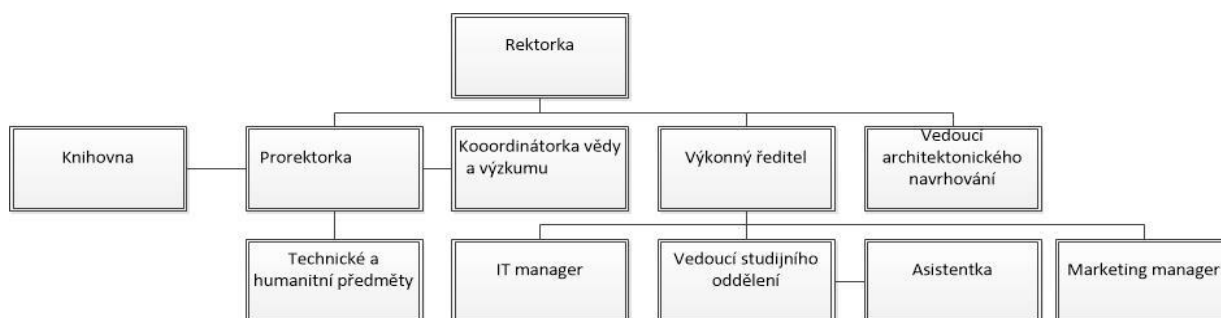 Rektorka
Knihovna
Prorektorka
Kooordinátorka vědy
a výzkumu
Výkonný ředitel
Vedoucí
architektonického
navrhování
Technické a
humanitní předměty
IT manager
Vedoucí studijního
oddělení
Asistentka
Marketing manager